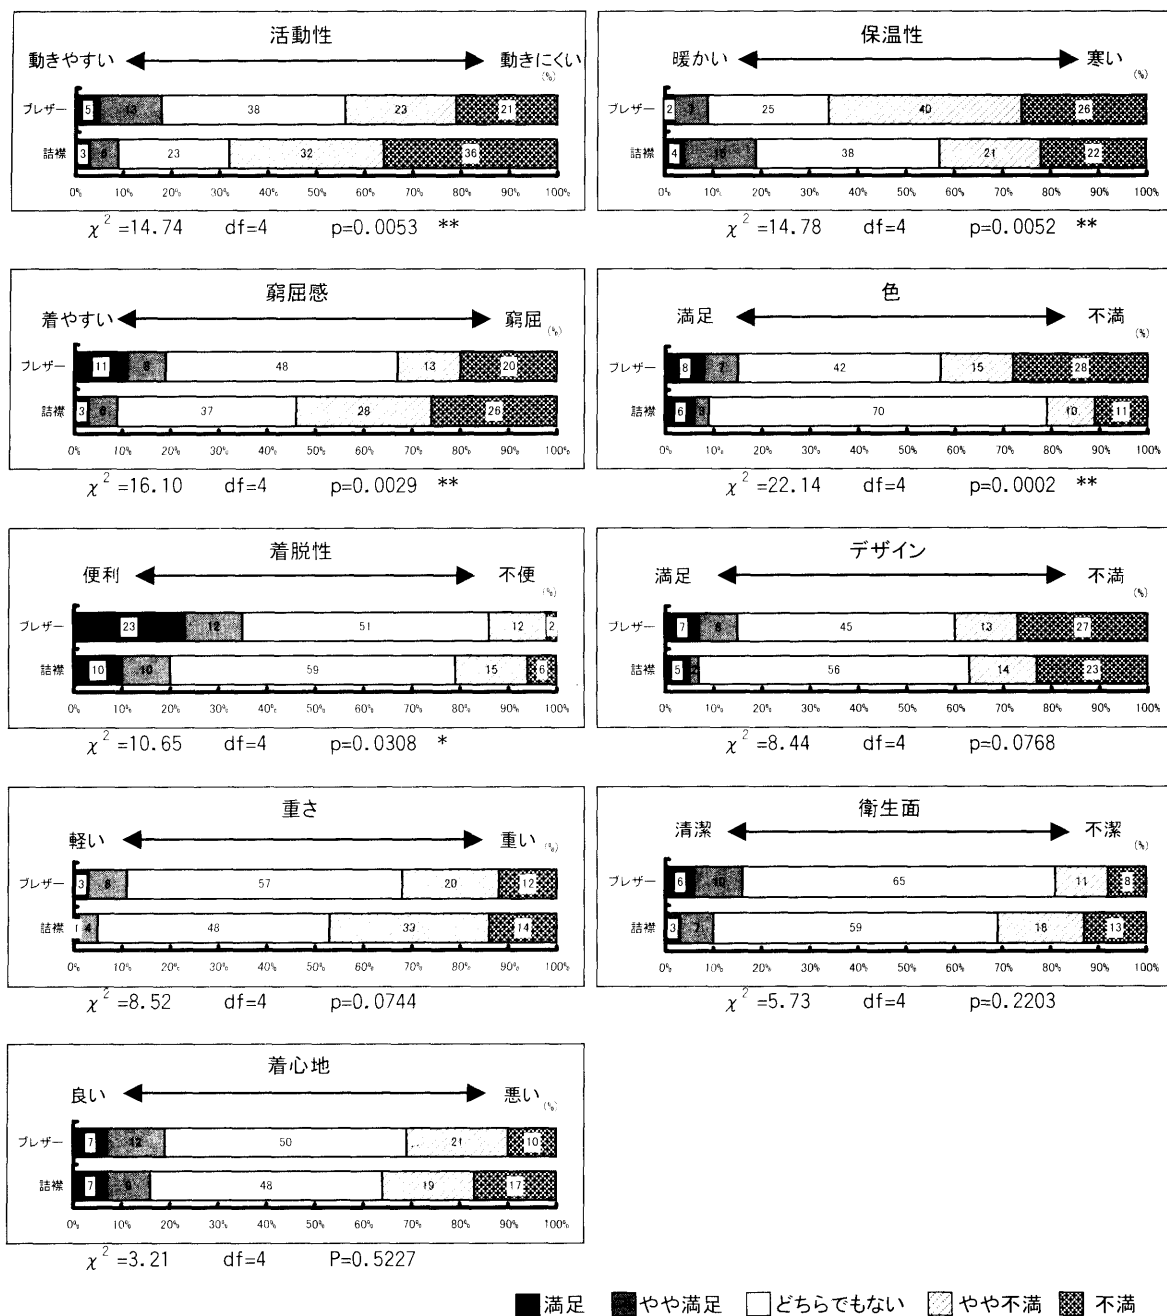 活動性
動きやすい 動きにくい
(%)
ブレザー 5 13 38 23 21
詰襟 3 6 23 32 36
0% 10% 20% 30% 40% 50% 60% 70% 80% 90% 100%
χ² =14.74 df=4 p=0.0053 **
保温性
暖かい 寒い
(%)
ブレザー 2 7 25 40 26
詰襟 4 15 38 21 22
0% 10% 20% 30% 40% 50% 60% 70% 80% 90% 100%
χ² =14.78 df=4 p=0.0052 **
窮屈感
着やすい 窮屈
(%)
ブレザー 11 8 48 13 20
詰襟 3 6 37 28 26
0% 10% 20% 30% 40% 50% 60% 70% 80% 90% 100%
χ² =16.10 df=4 p=0.0029 **
色
満足 不満
(%)
ブレザー 8 7 42 15 28
詰襟 6 3 70 10 11
0% 10% 20% 30% 40% 50% 60% 70% 80% 90% 100%
χ² =22.14 df=4 p=0.0002 **
着脱性
便利 不便
(%)
ブレザー 23 12 51 12 2
詰襟 10 10 59 15 6
0% 10% 20% 30% 40% 50% 60% 70% 80% 90% 100%
χ² =10.65 df=4 p=0.0308 *
デザイン
満足 不満
(%)
ブレザー 7 8 45 13 27
詰襟 5 2 56 14 23
0% 10% 20% 30% 40% 50% 60% 70% 80% 90% 100%
χ² =8.44 df=4 p=0.0768
重さ
軽い 重い
(%)
ブレザー 3 8 57 20 12
詰襟 1 4 48 33 14
0% 10% 20% 30% 40% 50% 60% 70% 80% 90% 100%
χ² =8.52 df=4 p=0.0744
衛生面
清潔 不潔
(%)
ブレザー 6 10 65 11 8
詰襟 3 7 59 18 13
0% 10% 20% 30% 40% 50% 60% 70% 80% 90% 100%
χ² =5.73 df=4 p=0.2203
着心地
良い 悪い
(%)
ブレザー 7 12 50 21 10
詰襟 7 9 48 19 17
0% 10% 20% 30% 40% 50% 60% 70% 80% 90% 100%
χ² =3.21 df=4 P=0.5227
満足 やや満足 どちらでもない やや不満 不満